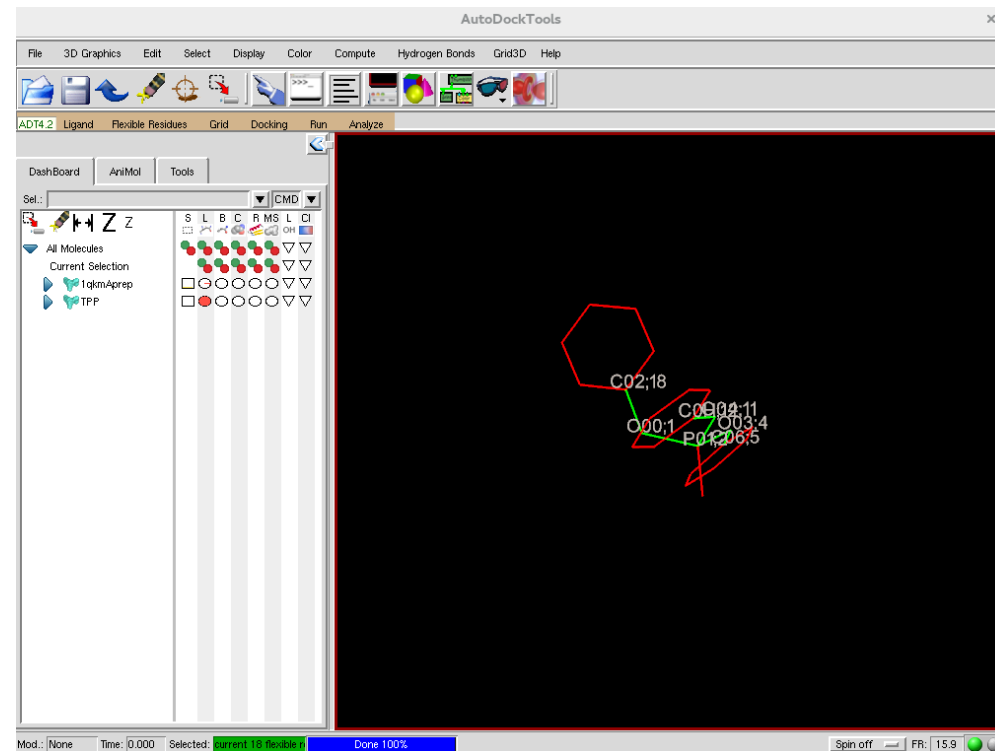 AutoDockTools ×
File 3D Graphics Edit Select Display Color Compute Hydrogen Bonds Grid3D Help
>>>_
ADT4.2 Ligand Flexible Residues Grid Docking Run Analyze
DashBoard AniMol Tools
Sel.: CMD
Z Z S L B C R MS L Cl
OH
All Molecules
Current Selection
1qkmAprep
TPP
C02;18
O00;1
O03;4
P01;2
Mod.: None Time: 0.000 Selected: current 18 flexible r Done 100% Spin off FR: 15.9